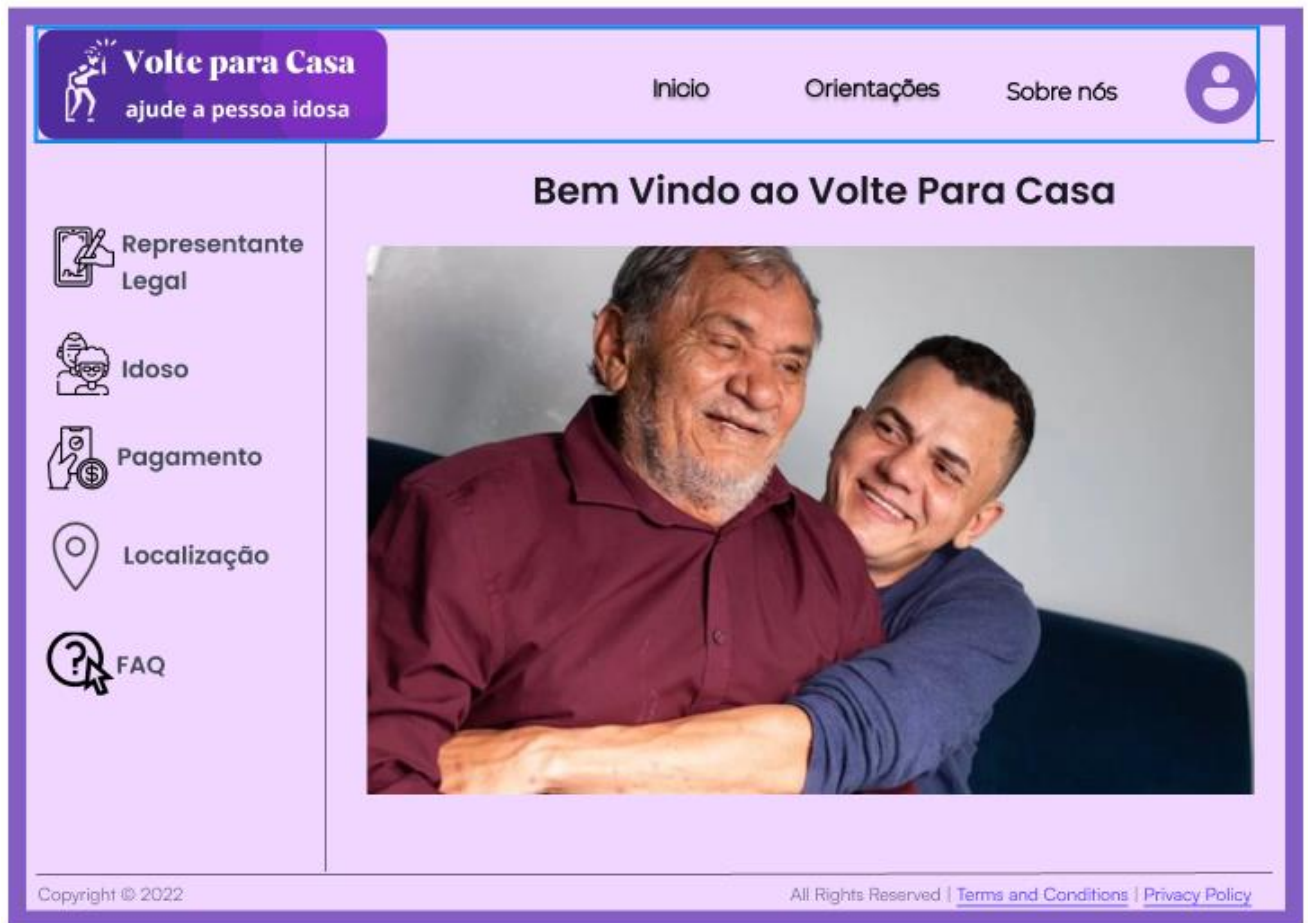 Volte para Casa
ajude a pessoa idosa
Inicio
Orientações
Sobre nós
Bem Vindo ao Volte Para Casa
Representante
Legal
Idoso
Pagamento
Localização
FAQ
Copyright © 2022
All Rights Reserved | Terms and Conditions | Privacy Policy